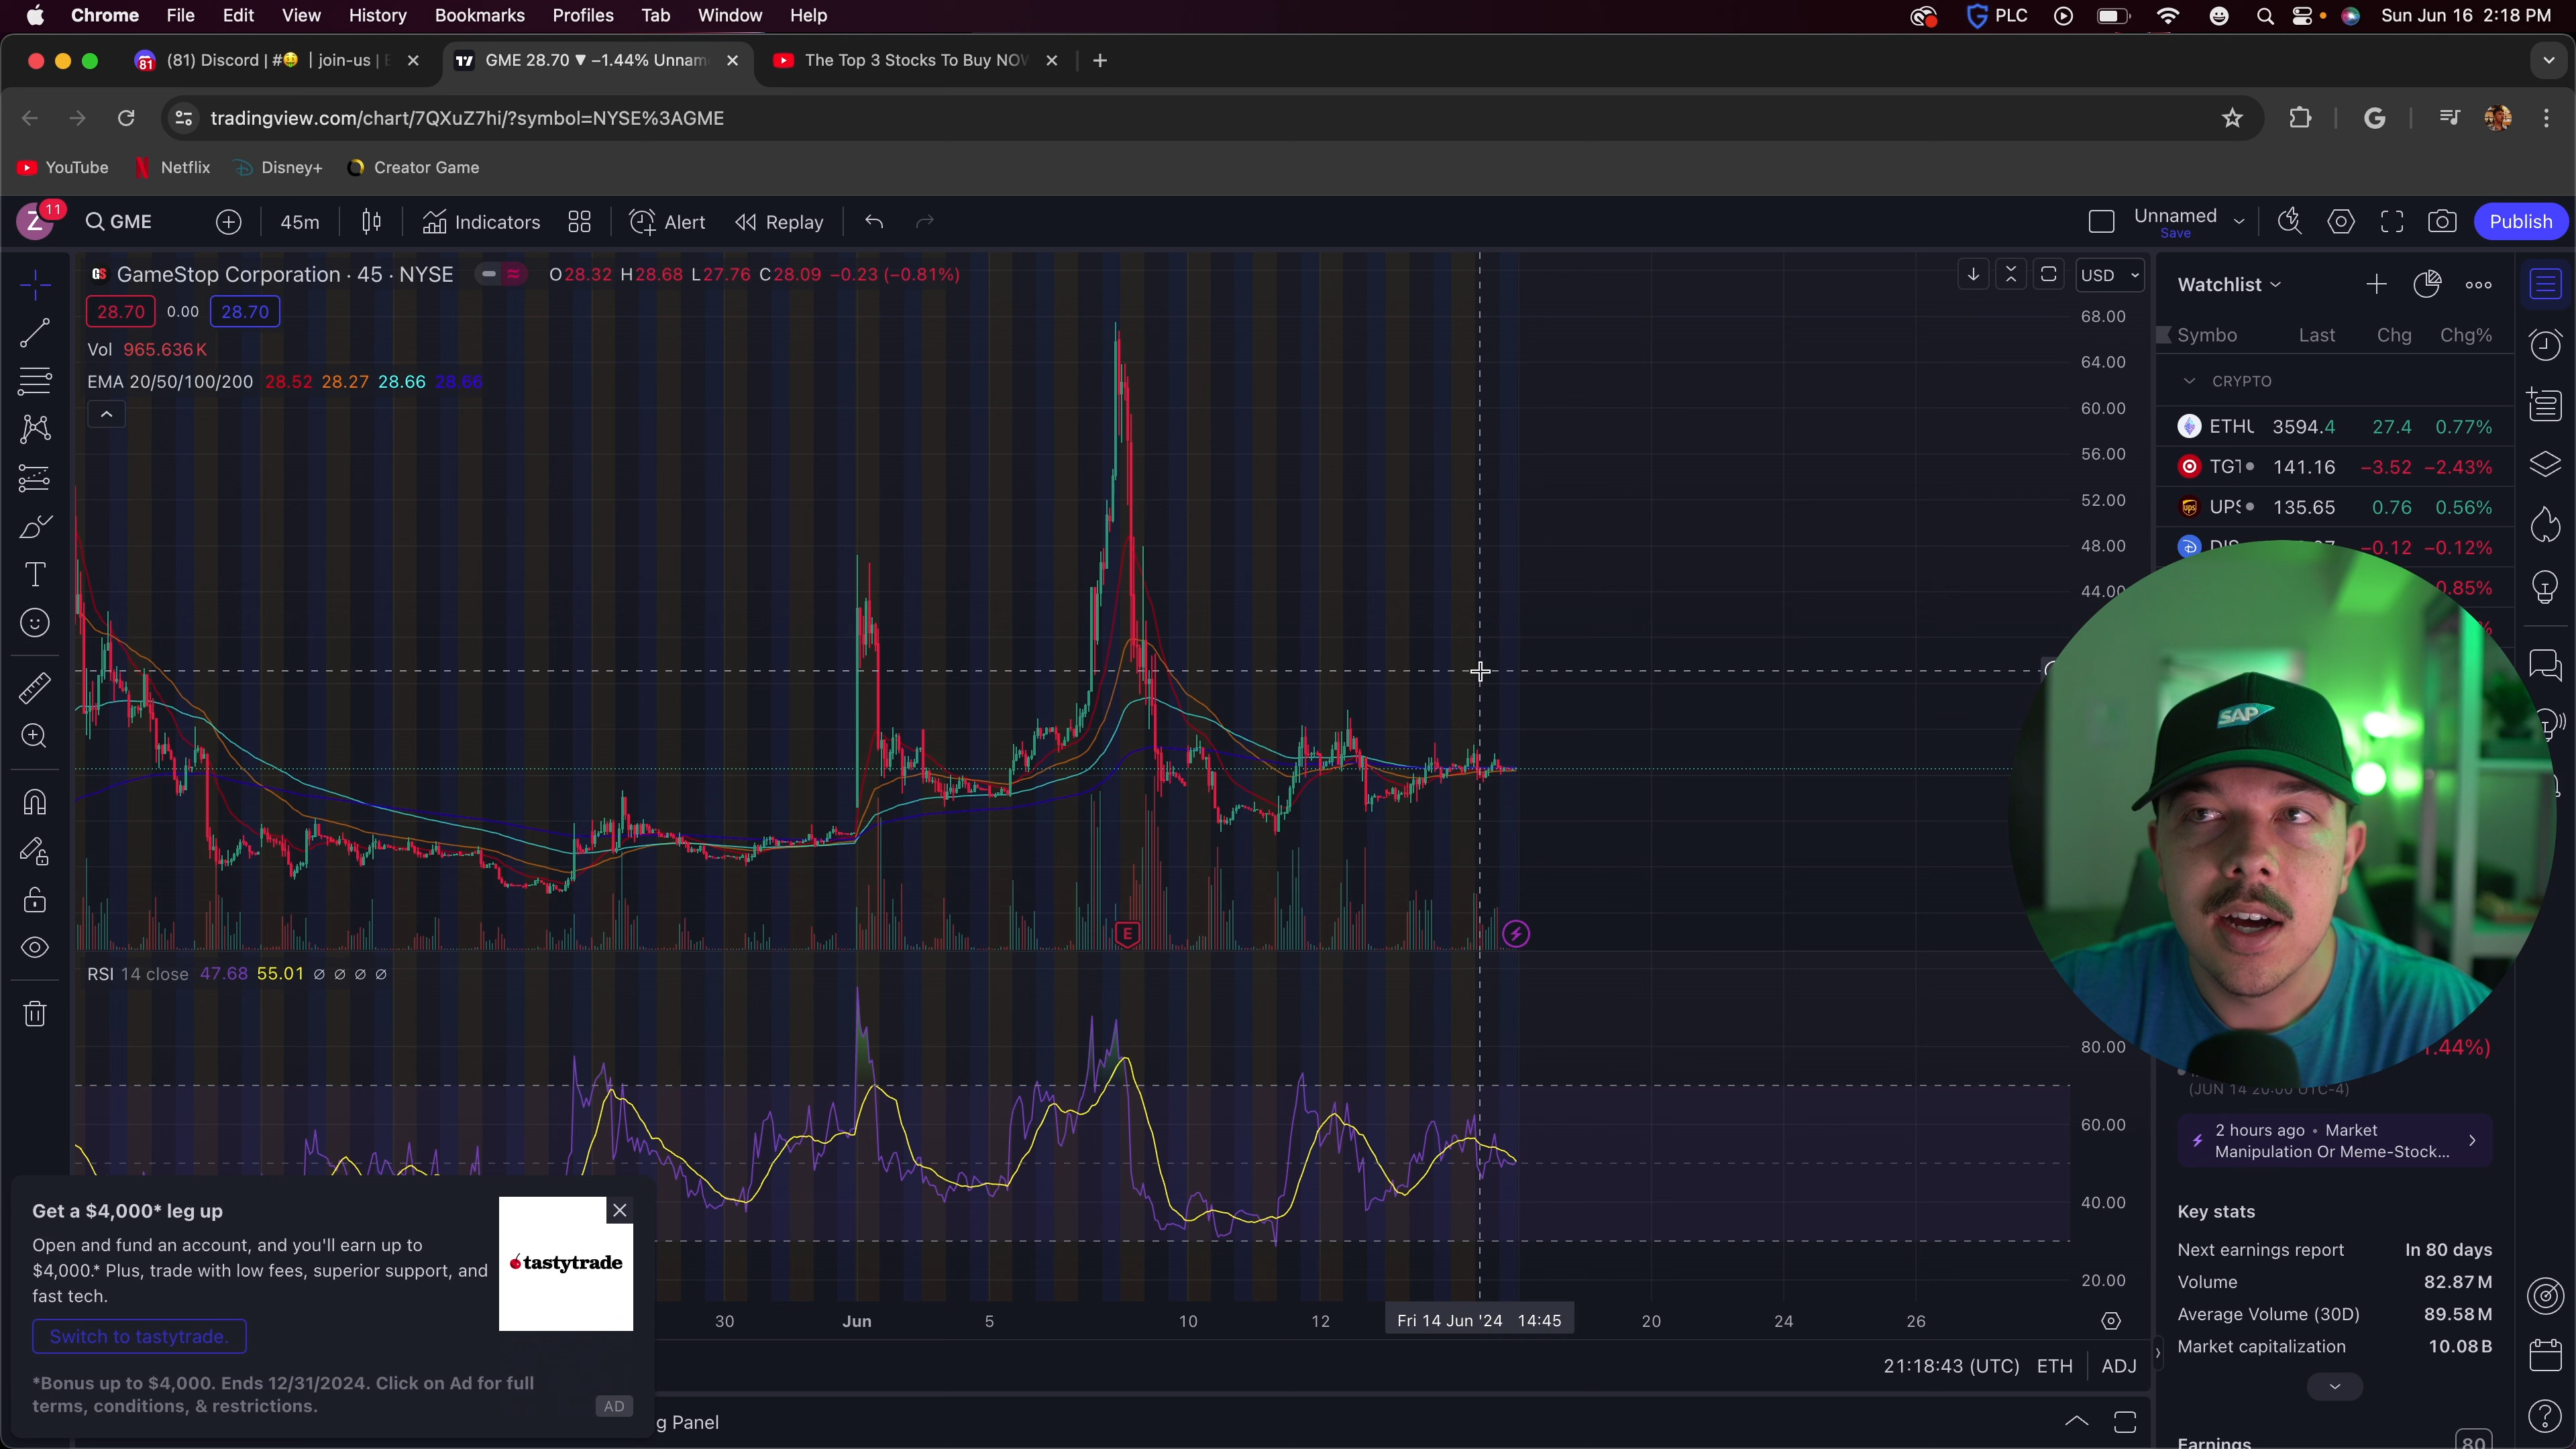 Chrome File Edit View History Bookmarks Profiles Tab Window Help PLC Sun Jun 16 2:18 PM
81 (81) Discord | # | join-us | GME 28.70 ▼ −1.44% Unnam The Top 3 Stocks To Buy NOW
tradingview.com/chart/7QXuZ7hi/?symbol=NYSE%3AGME
YouTube Netflix Disney+ Creator Game
Z 11 GME 45m Indicators Alert Replay Unnamed Save Publish
GameStop Corporation · 45 · NYSE O28.32 H28.68 L27.76 C28.09 −0.23 (−0.81%) USD
28.70 0.00 28.70
Vol 965.636K
EMA 20/50/100/200 28.52 28.27 28.66 28.66
68.00
64.00
60.00
56.00
52.00
48.00
44.00
E
RSI 14 close 47.68 55.01 ∅ ∅ ∅ ∅
80.00
60.00
40.00
20.00
30 Jun 5 10 12 Fri 14 Jun '24 14:45 20 24 26
21:18:43 (UTC) ETH ADJ
g Panel
Get a $4,000* leg up
Open and fund an account, and you'll earn up to
$4,000.* Plus, trade with low fees, superior support, and
fast tech.
tastytrade
Switch to tastytrade.
*Bonus up to $4,000. Ends 12/31/2024. Click on Ad for full
terms, conditions, & restrictions.
AD
Watchlist
Symbo Last Chg Chg%
CRYPTO
ETHU 3594.4 27.4 0.77%
TGT 141.16 −3.52 −2.43%
UPS 135.65 0.76 0.56%
−0.12 −0.12%
0.85%
SAP
1.44%)
(JUN 14 20:00 UTC-4)
2 hours ago • Market
Manipulation Or Meme-Stock...
Key stats
Next earnings report In 80 days
Volume 82.87M
Average Volume (30D) 89.58M
Market capitalization 10.08B
Earnings 80